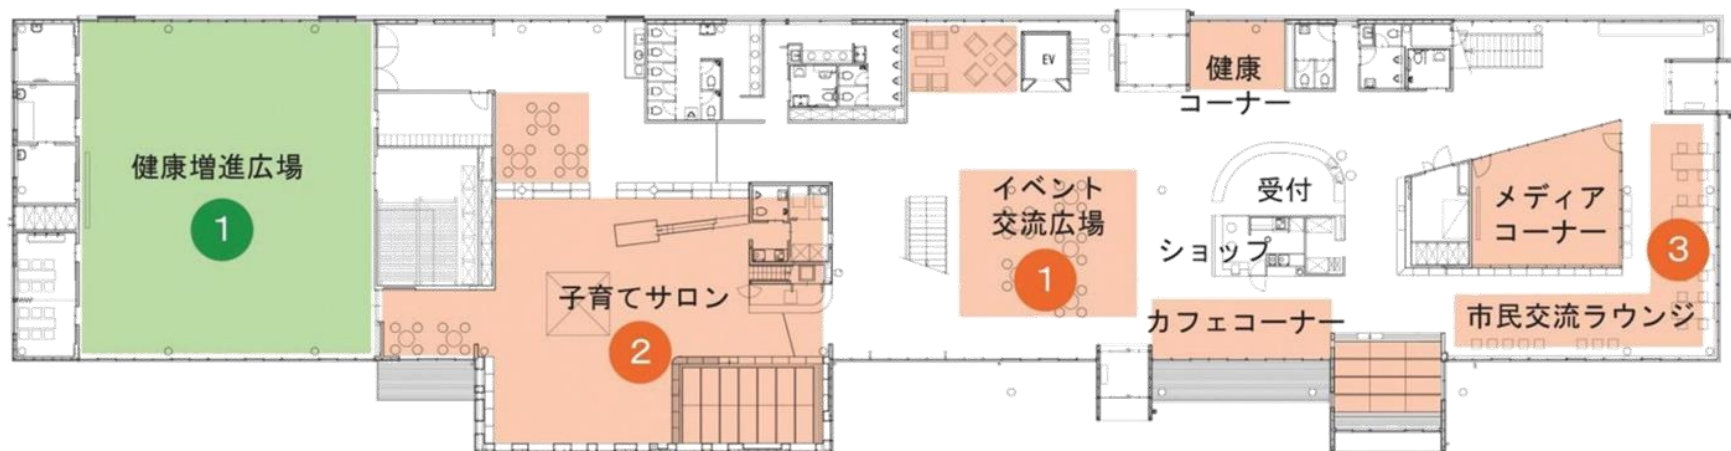 健康増進広場
1
子育てサロン
2
EV
イベント
交流広場
1
健康
コーナー
受付
ショップ
カフェコーナー
メディア
コーナー
3
市民交流ラウンジ